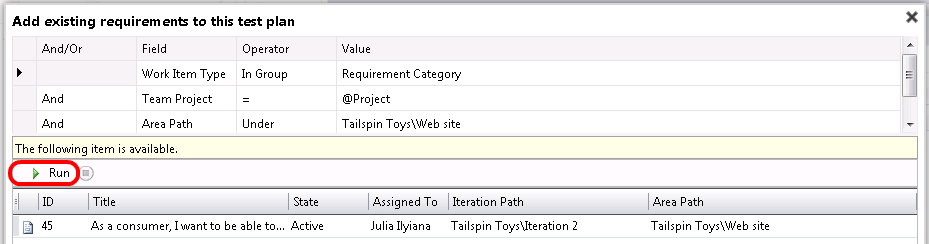 Add existing requirements to this test plan
And/Or Field Operator Value
Work Item Type In Group Requirement Category
And Team Project = @Project
And Area Path Under Tailspin Toys\Web site
The following item is available.
Run
ID Title State Assigned To Iteration Path Area Path
45 As a consumer, I want to be able to... Active Julia Ilyiana Tailspin Toys\Iteration 2 Tailspin Toys\Web site